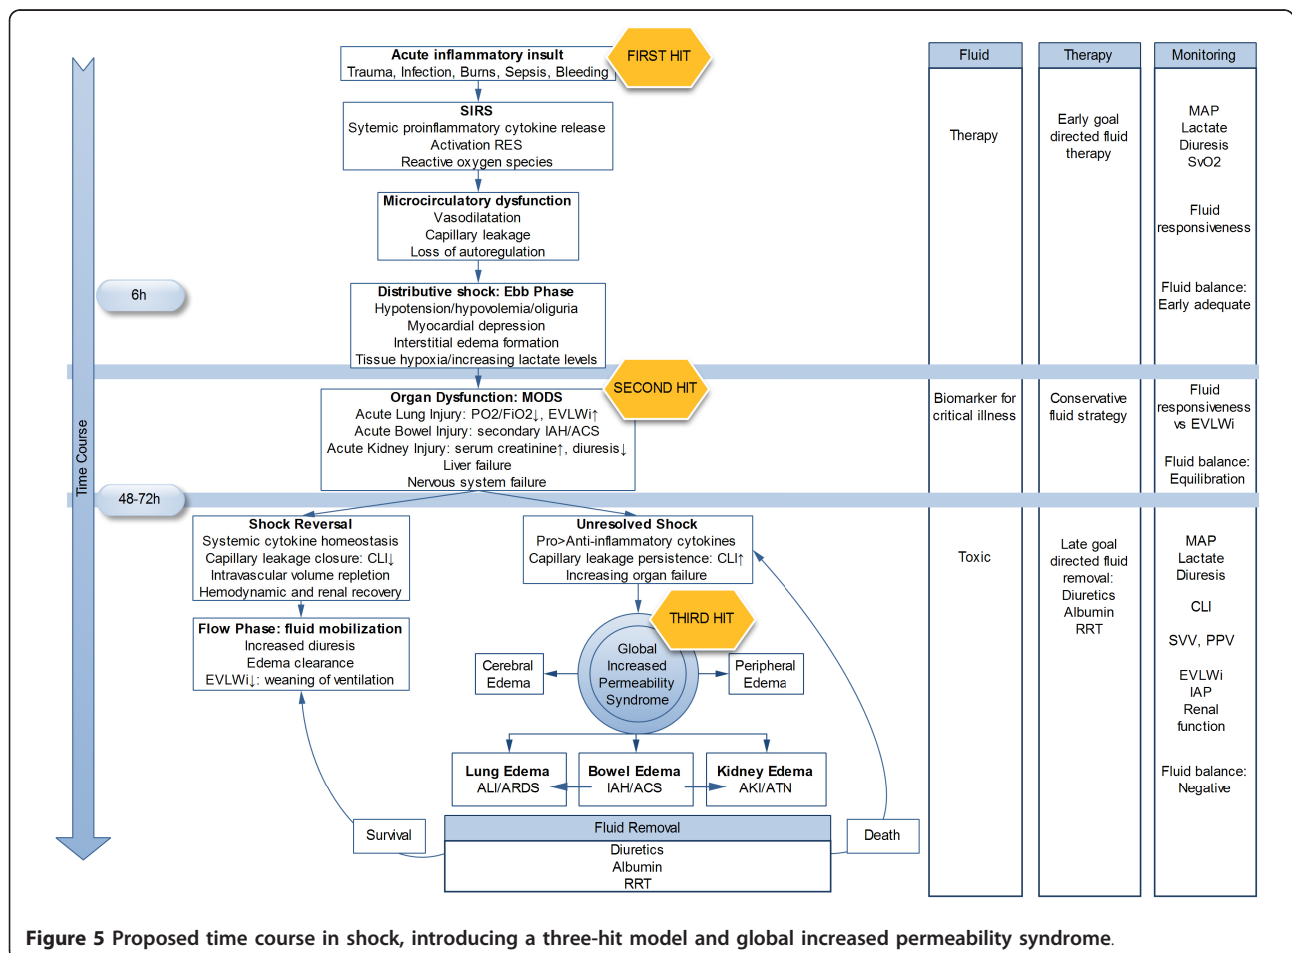 Acute inflammatory insult
Trauma, Infection, Burns, Sepsis, Bleeding
FIRST HIT
SIRS
Sytemic proinflammatory cytokine release
Activation RES
Reactive oxygen species
Microcirculatory dysfunction
Vasodilatation
Capillary leakage
Loss of autoregulation
6h
Distributive shock: Ebb Phase
Hypotension/hypovolemia/oliguria
Myocardial depression
Interstitial edema formation
Tissue hypoxia/increasing lactate levels
SECOND HIT
Organ Dysfunction: MODS
Acute Lung Injury: PO2/FiO2↓, EVLWi↑
Acute Bowel Injury: secondary IAH/ACS
Acute Kidney Injury: serum creatinine↑, diuresis↓
Liver failure
Nervous system failure
Time Course
48-72h
Shock Reversal
Systemic cytokine homeostasis
Capillary leakage closure: CLI↓
Intravascular volume repletion
Hemodynamic and renal recovery
Flow Phase: fluid mobilization
Increased diuresis
Edema clearance
EVLWi↓: weaning of ventilation
Unresolved Shock
Pro>Anti-inflammatory cytokines
Capillary leakage persistence: CLI↑
Increasing organ failure
THIRD HIT
Global
Increased
Permeability
Syndrome
Cerebral
Edema
Peripheral
Edema
Lung Edema
ALI/ARDS
Bowel Edema
IAH/ACS
Kidney Edema
AKI/ATN
Survival
Fluid Removal
Diuretics
Albumin
RRT
Death
Fluid
Therapy
Biomarker for
critical illness
Toxic
Therapy
Early goal
directed fluid
therapy
Conservative
fluid strategy
Late goal
directed fluid
removal:
Diuretics
Albumin
RRT
Monitoring
MAP
Lactate
Diuresis
SvO2
Fluid
responsiveness
Fluid balance:
Early adequate
Fluid
responsiveness
vs EVLWi
Fluid balance:
Equilibration
MAP
Lactate
Diuresis
CLI
SVV, PPV
EVLWi
IAP
Renal
function
Fluid balance:
Negative
Figure 5 Proposed time course in shock, introducing a three-hit model and global increased permeability syndrome.